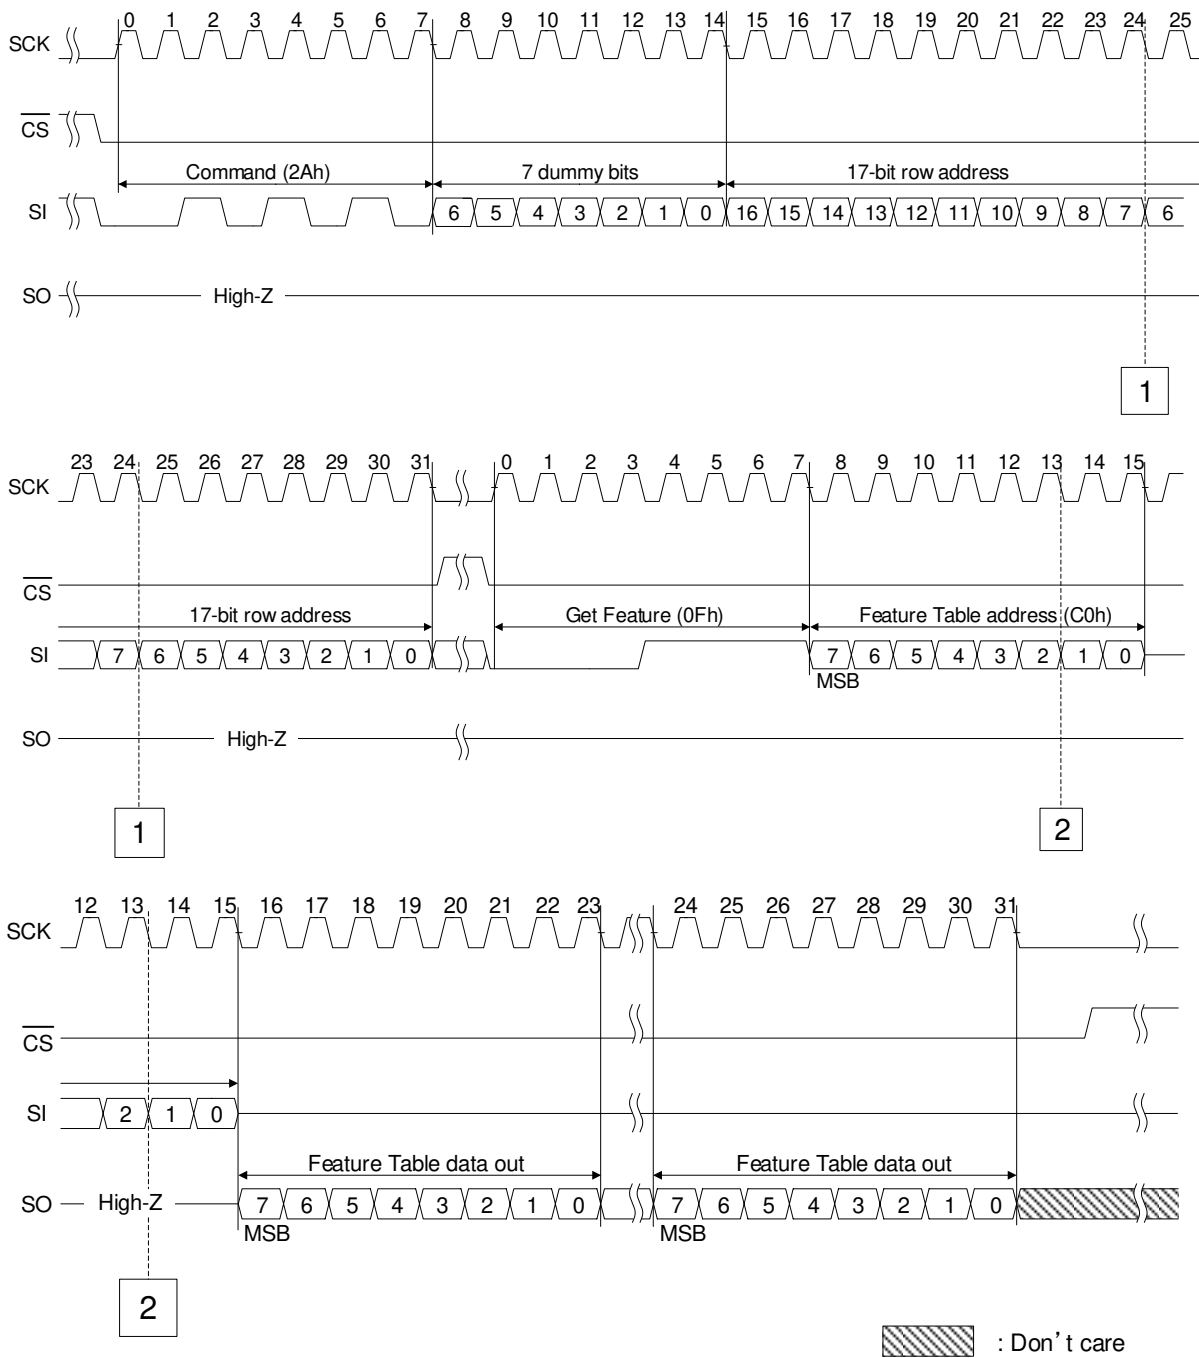 0 1 2 3 4 5 6 7 8 9 10 11 12 13 14 15 16 17 18 19 20 21 22 23 24 25
SCK
CS
Command (2Ah) 7 dummy bits 17-bit row address
SI 6 5 4 3 2 1 0 16 15 14 13 12 11 10 9 8 7 6
SO High-Z
1
23 24 25 26 27 28 29 30 31 0 1 2 3 4 5 6 7 8 9 10 11 12 13 14 15
SCK
CS
17-bit row address Get Feature (0Fh) Feature Table address (C0h)
SI 7 6 5 4 3 2 1 0 7 6 5 4 3 2 1 0
MSB
SO High-Z
1 2
12 13 14 15 16 17 18 19 20 21 22 23 24 25 26 27 28 29 30 31
SCK
CS
SI 2 1 0
Feature Table data out Feature Table data out
SO High-Z 7 6 5 4 3 2 1 0 7 6 5 4 3 2 1 0
MSB MSB
2
: Don't care